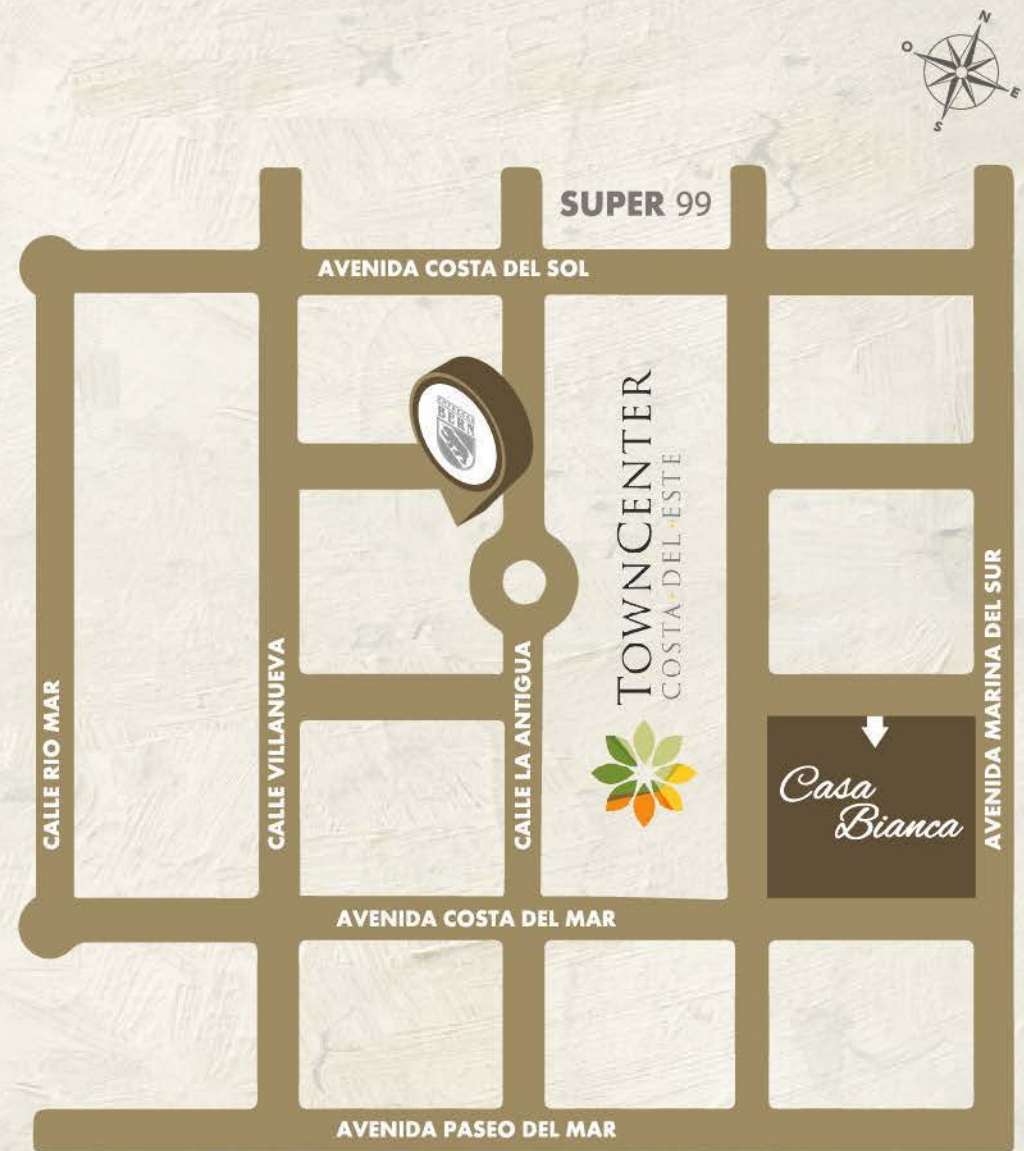 N
O
E
S
SUPER 99
AVENIDA COSTA DEL SOL
BERN
TOWNCENTER
COSTA·DEL·ESTE
CALLE RIO MAR
CALLE VILLANUEVA
CALLE LA ANTIGUA
AVENIDA MARINA DEL SUR
Casa
Bianca
AVENIDA COSTA DEL MAR
AVENIDA PASEO DEL MAR